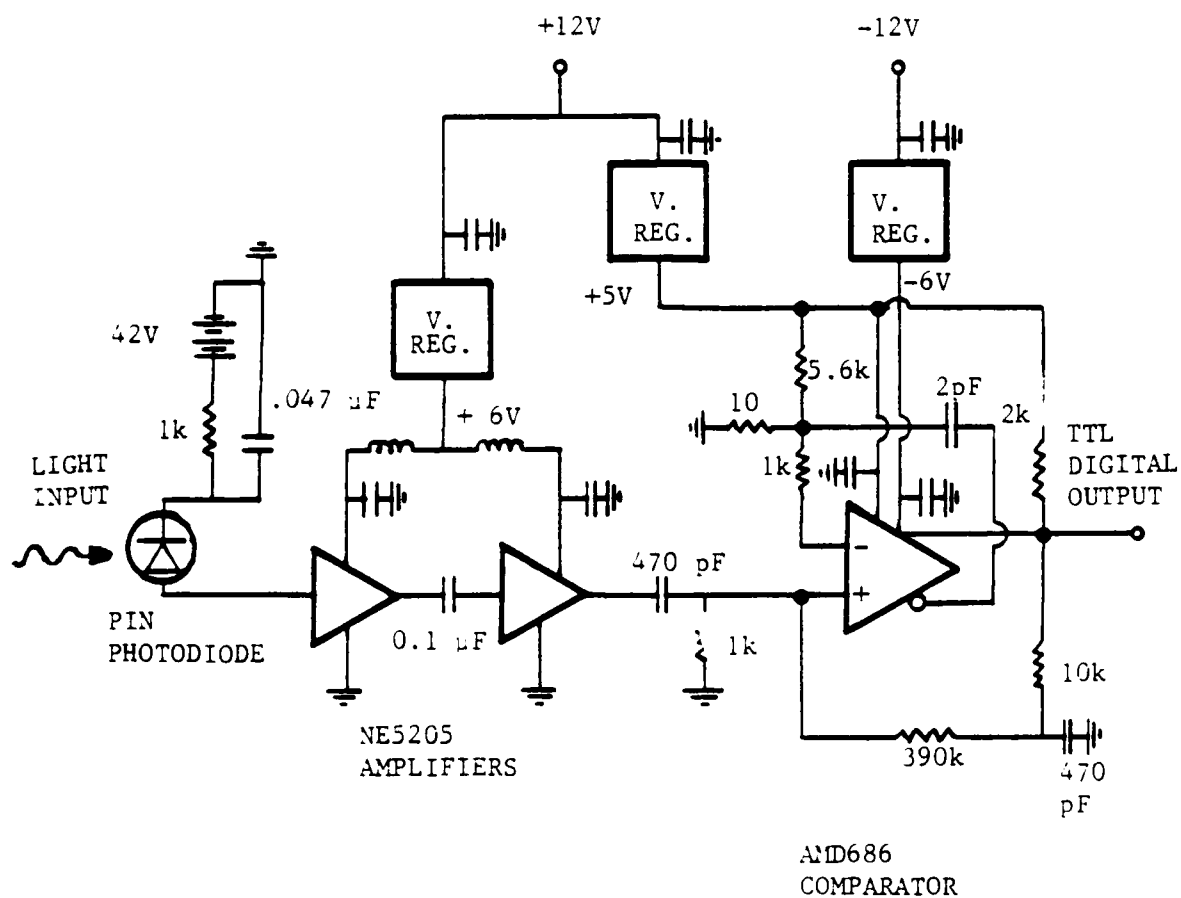 +12V
-12V
V.
REG.
V.
REG.
+5V
-6V
42V
V.
REG.
.047 µF
1k
+ 6V
5.6k
10
2pF
2k
1k
LIGHT
INPUT
TTL
DIGITAL
OUTPUT
-
+
470 pF
PIN
PHOTODIODE
0.1 µF
1k
10k
NE5205
AMPLIFIERS
390k
470
pF
AMD686
COMPARATOR